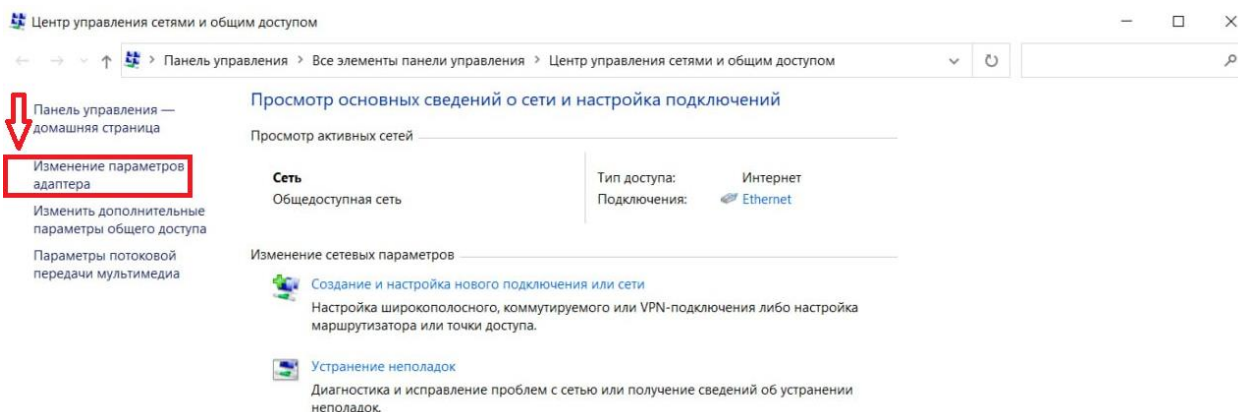 Центр управления сетями и общим доступом
Панель управления > Все элементы панели управления > Центр управления сетями и общим доступом
Панель управления —
домашняя страница
Изменение параметров
адаптера
Изменить дополнительные
параметры общего доступа
Параметры потоковой
передачи мультимедиа
Просмотр основных сведений о сети и настройка подключений
Просмотр активных сетей
Сеть
Общедоступная сеть
Тип доступа: Интернет
Подключения: Ethernet
Изменение сетевых параметров
Создание и настройка нового подключения или сети
Настройка широкополосного, коммутируемого или VPN-подключения либо настройка
маршрутизатора или точки доступа.
Устранение неполадок
Диагностика и исправление проблем с сетью или получение сведений об устранении
неполадок.